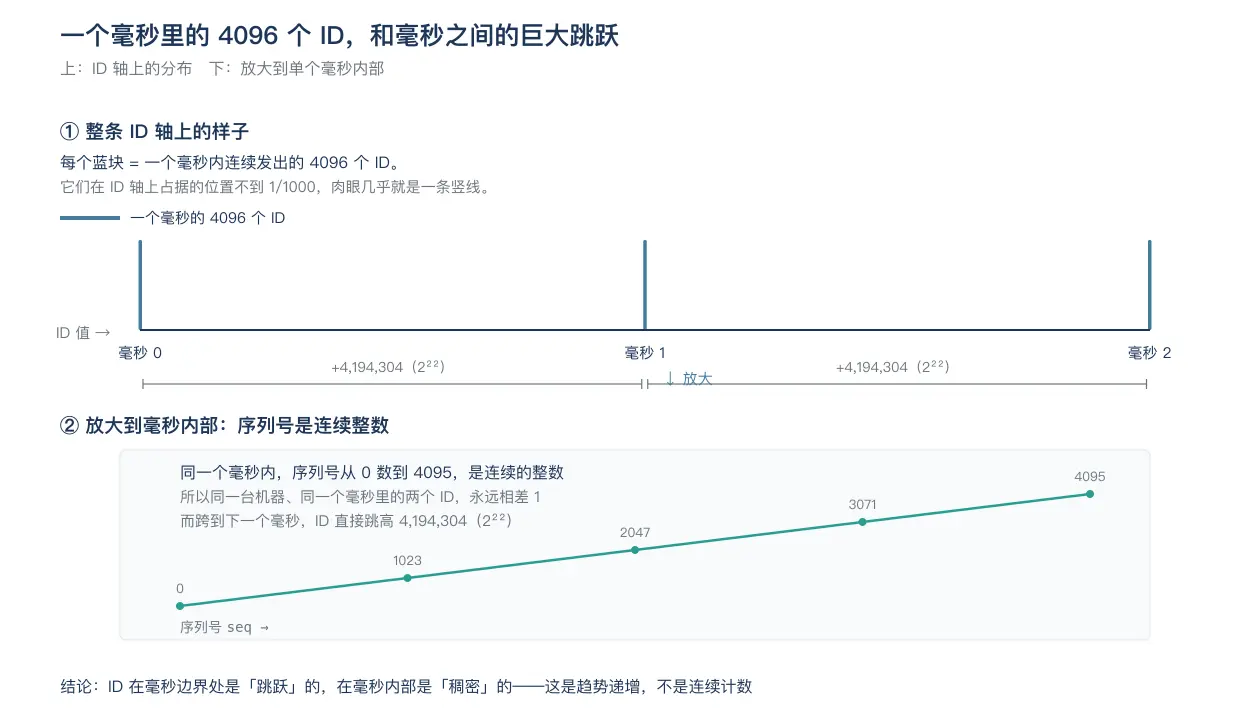 一个毫秒里的 4096 个 ID，和毫秒之间的巨大跳跃
上：ID 轴上的分布　下：放大到单个毫秒内部
① 整条 ID 轴上的样子
每个蓝块 = 一个毫秒内连续发出的 4096 个 ID。
它们在 ID 轴上占据的位置不到 1/1000，肉眼几乎就是一条竖线。
一个毫秒的 4096 个 ID
ID 值 →
毫秒 0
毫秒 1
毫秒 2
+4,194,304（2²²）
+4,194,304（2²²）
↓ 放大
② 放大到毫秒内部：序列号是连续整数
同一个毫秒内，序列号从 0 数到 4095，是连续的整数
所以同一台机器、同一个毫秒里的两个 ID，永远相差 1
而跨到下一个毫秒，ID 直接跳高 4,194,304（2²²）
0
1023
2047
3071
4095
序列号 seq →
结论：ID 在毫秒边界处是「跳跃」的，在毫秒内部是「稠密」的——这是趋势递增，不是连续计数